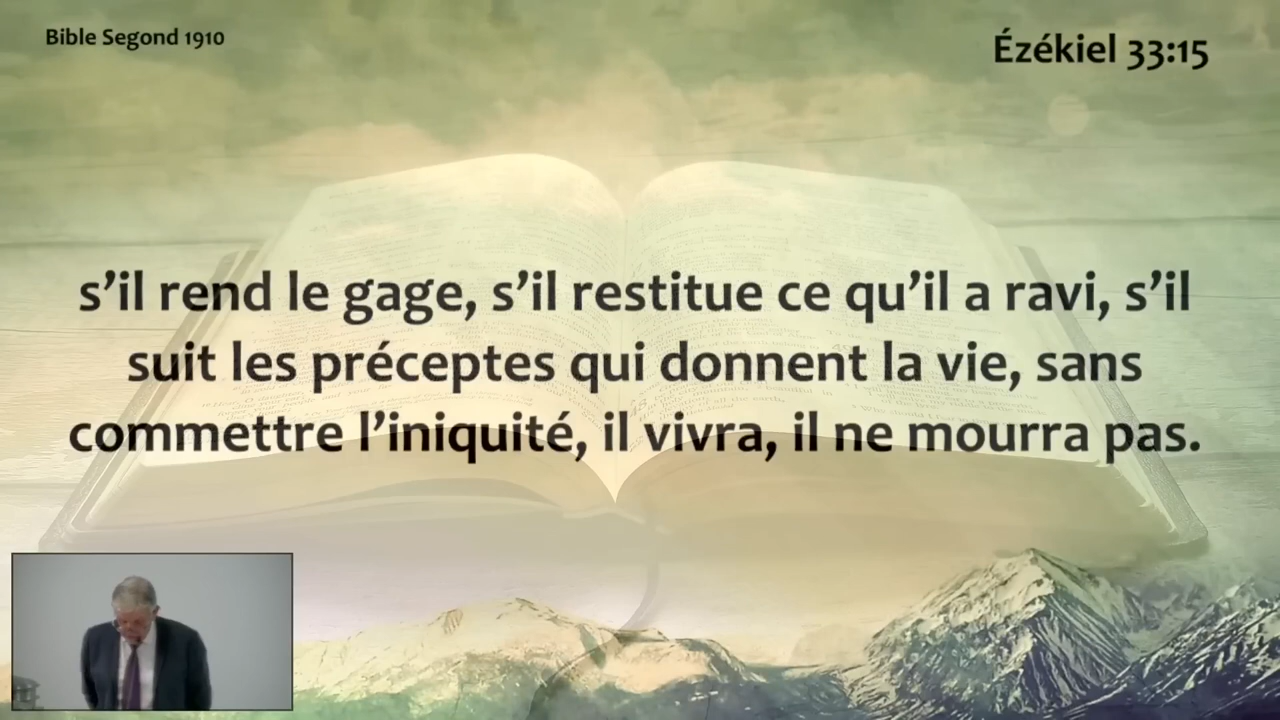 Bible Segond 1910
Ézékiel 33:15
s’il rend le gage, s’il restitue ce qu’il a ravi, s’il
suit les préceptes qui donnent la vie, sans
commettre l’iniquité, il vivra, il ne mourra pas.